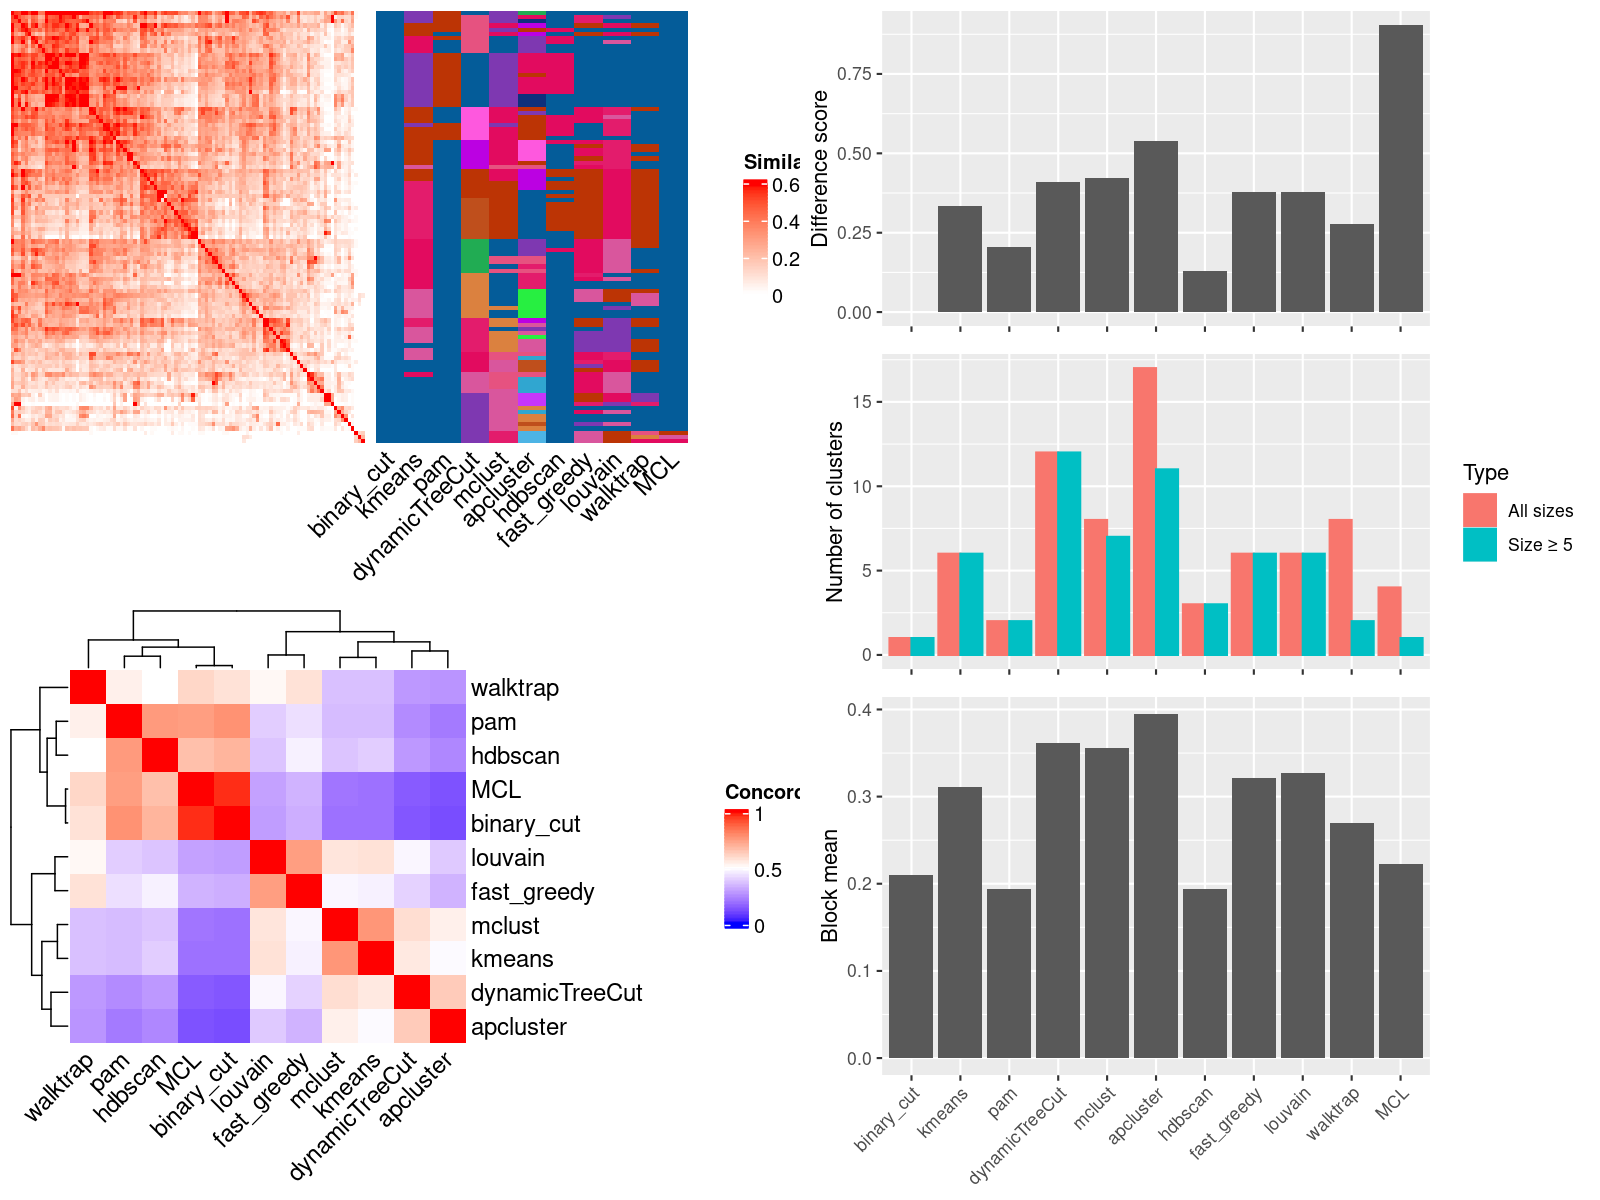 Simila
0.6
0.4
0.2
0
binary_cut
kmeans
pam
dynamicTreeCut
mclust
apcluster
hdbscan
fast_greedy
louvain
walktrap
MCL
walktrap
pam
hdbscan
MCL
binary_cut
louvain
fast_greedy
mclust
kmeans
dynamicTreeCut
apcluster
walktrap
pam
hdbscan
MCL
binary_cut
louvain
fast_greedy
mclust
kmeans
dynamicTreeCut
apcluster
Concord
1
0.5
0
Difference score
0.75
0.50
0.25
0.00
Number of clusters
15
10
5
0
Type
All sizes
Size ≥ 5
Block mean
0.4
0.3
0.2
0.1
0.0
binary_cut
kmeans
pam
dynamicTreeCut
mclust
apcluster
hdbscan
fast_greedy
louvain
walktrap
MCL